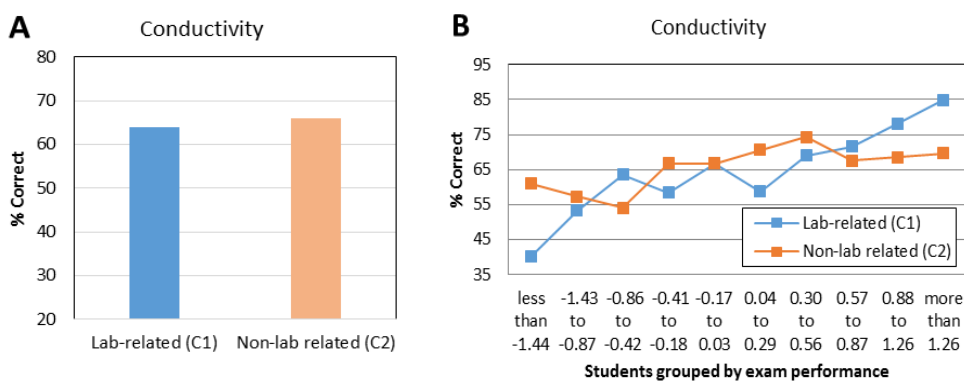 A
Conductivity
80
70
60
50
40
30
20
% Correct
Lab-related (C1) Non-lab related (C2)
B
Conductivity
95
85
75
65
55
45
35
% Correct
Lab-related (C1)
Non-lab related (C2)
less -1.43 -0.86 -0.41 -0.17 0.04 0.30 0.57 0.88 more
than to to to to to to to to than
-1.44 -0.87 -0.42 -0.18 0.03 0.29 0.56 0.87 1.26 1.26
Students grouped by exam performance